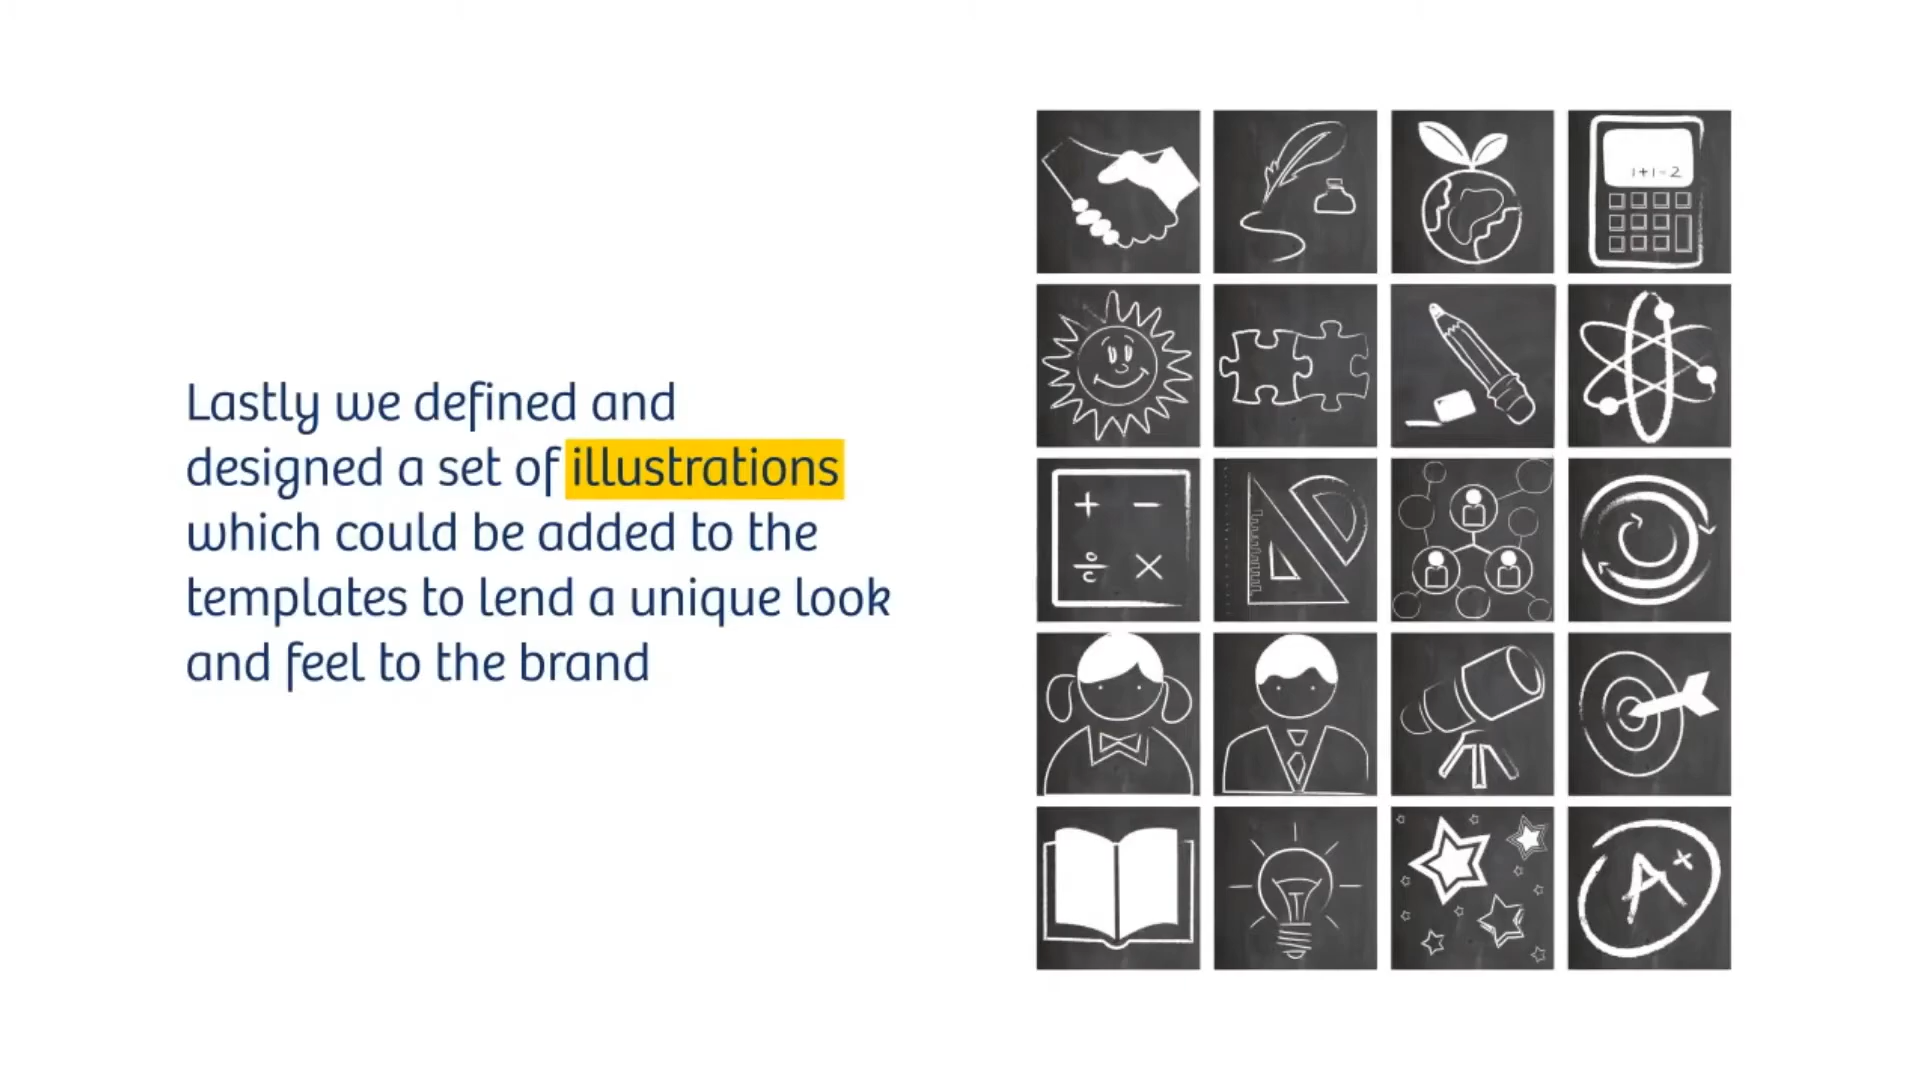 Lastly we defined and
designed a set of illustrations
which could be added to the
templates to lend a unique look
and feel to the brand
1+1=2
+ −
÷ ×
A+